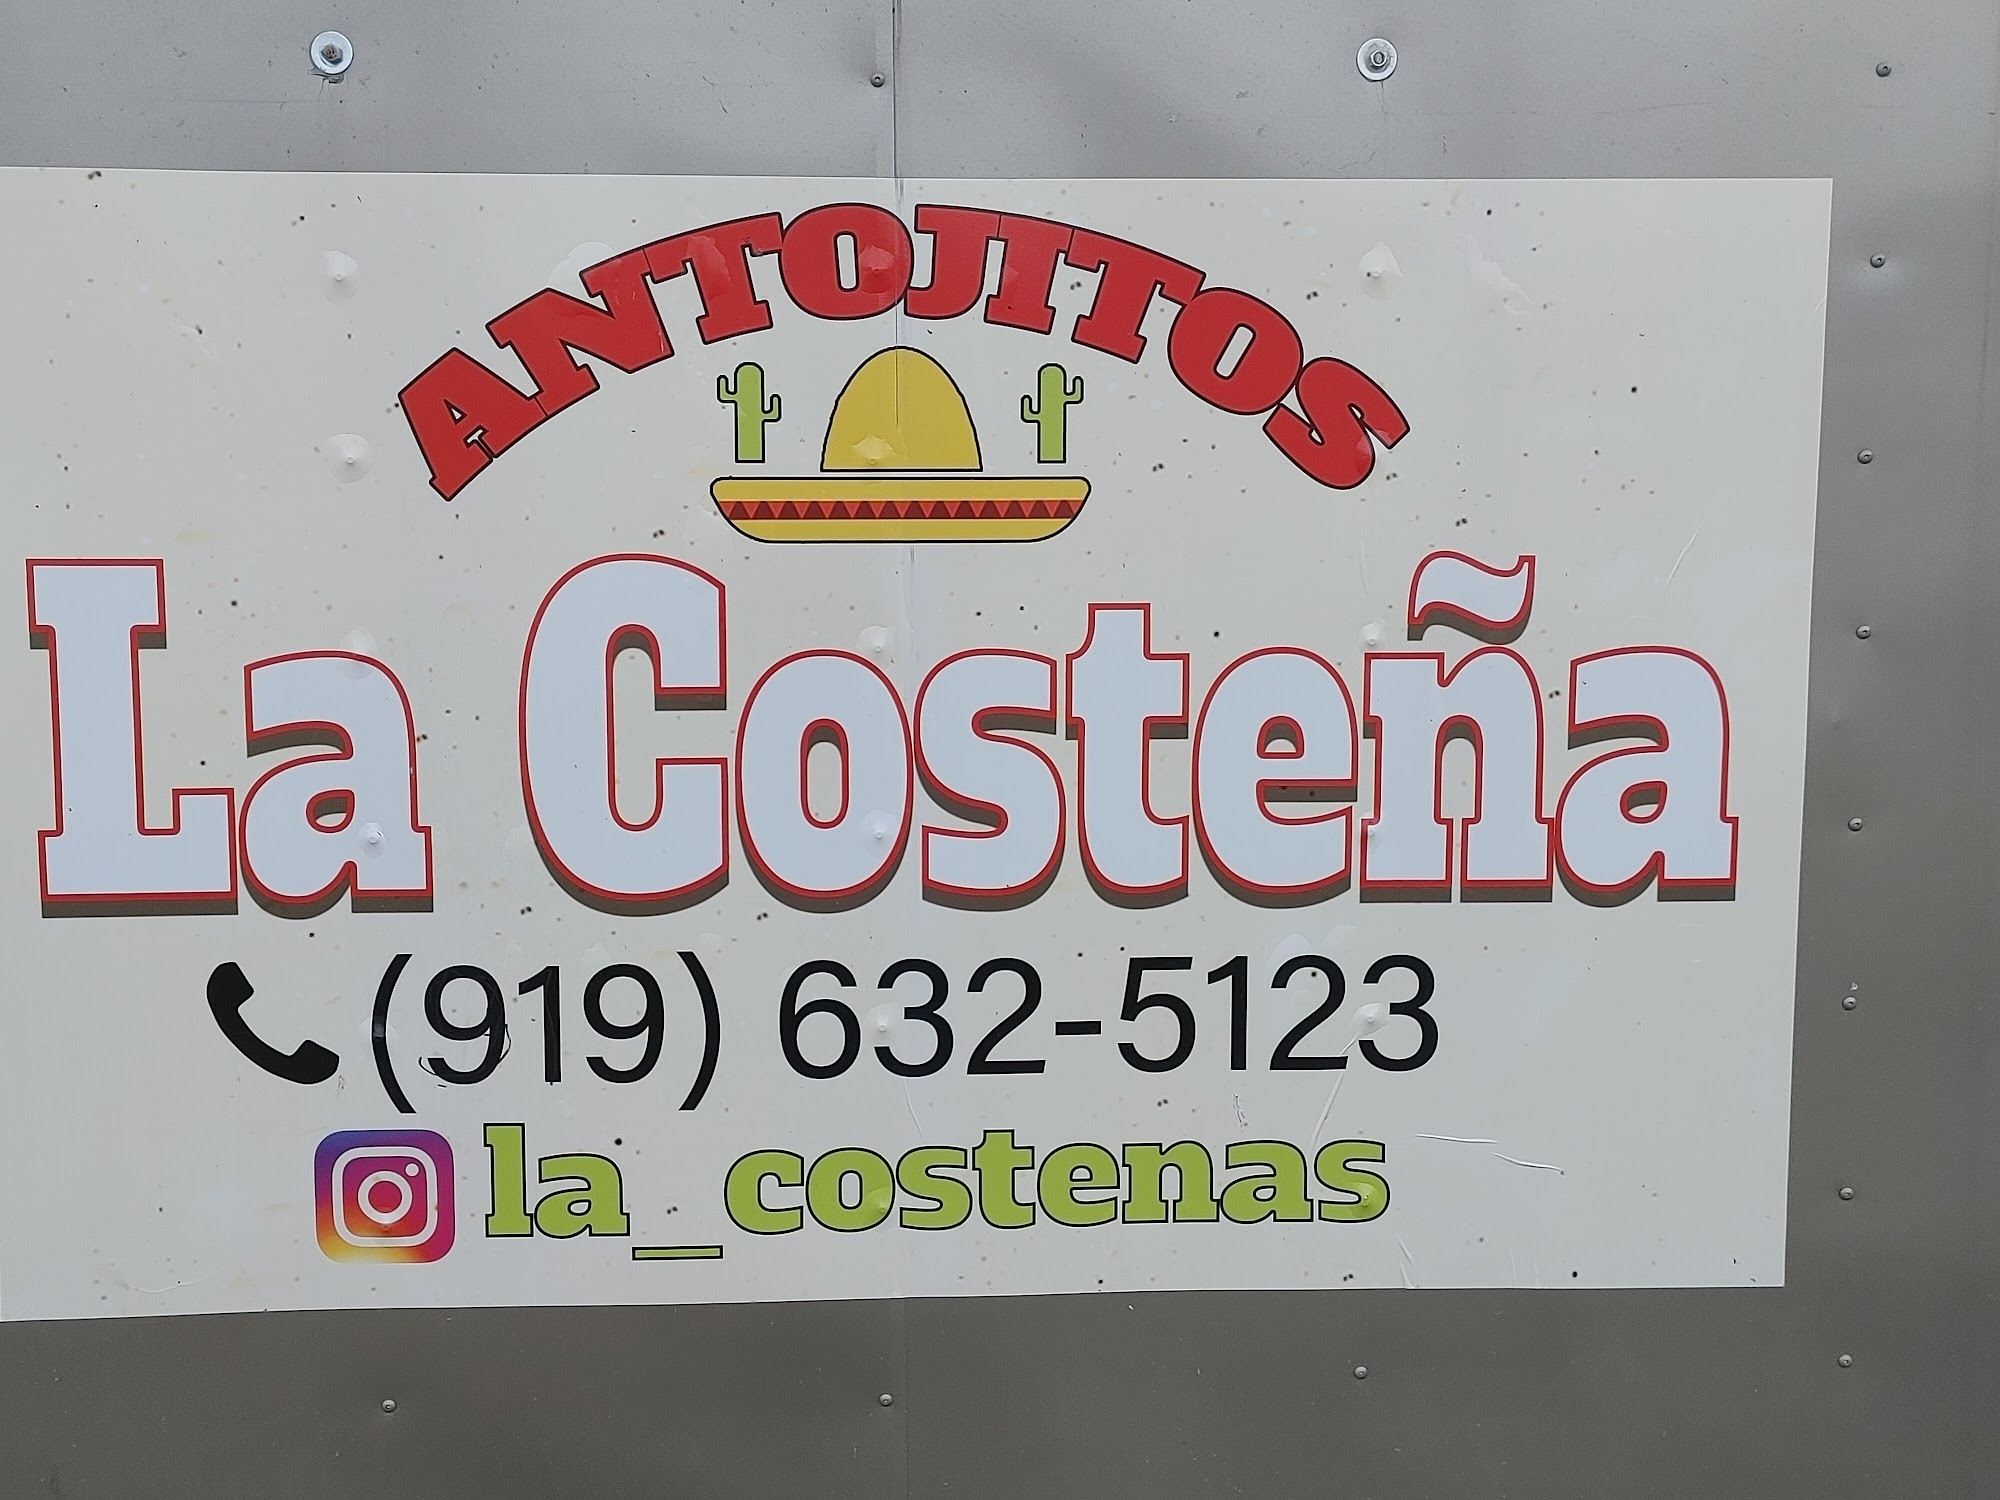 ANTOJITOS
La Costeña
(919) 632-5123
la_costenas